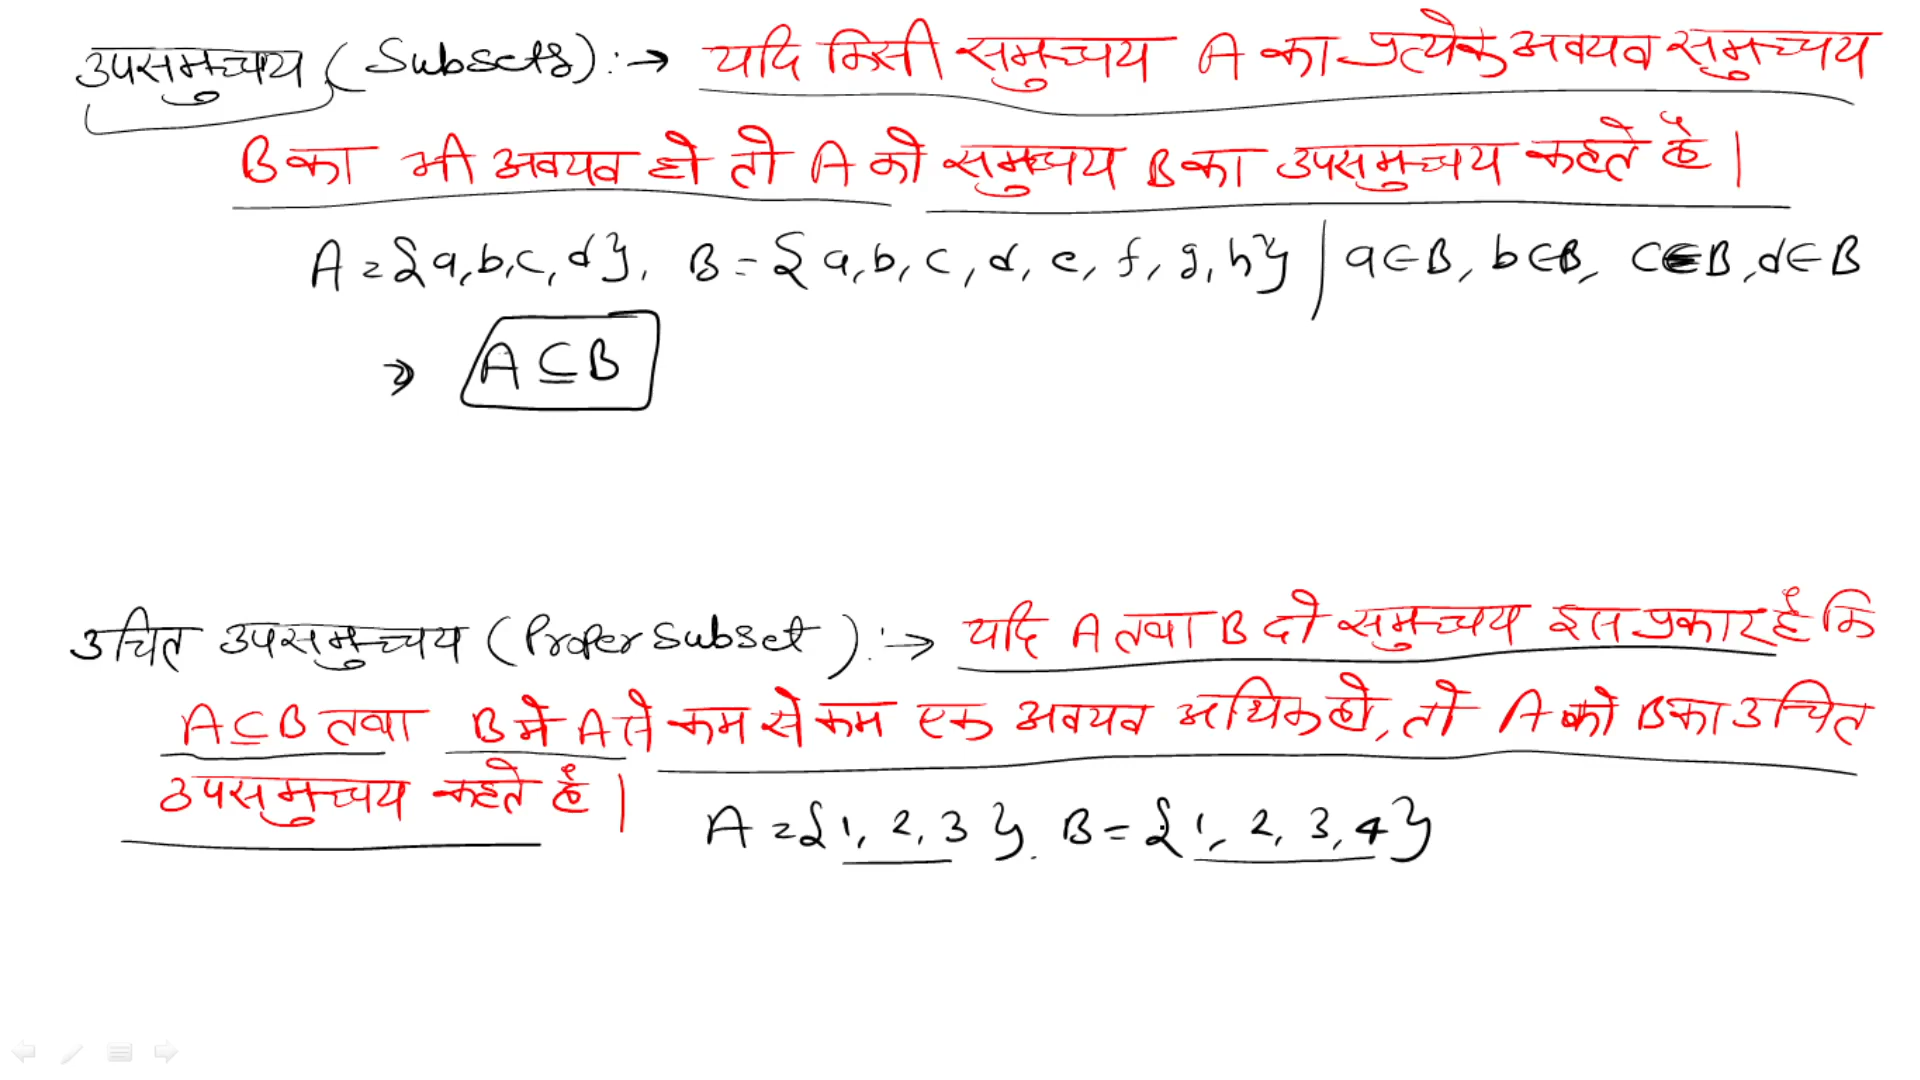 उपसमुच्चय (Subsets) :→ यदि किसी समुच्चय A का प्रत्येक अवयव समुच्चय
B का भी अवयव हो तो A को समुच्चय B का उपसमुच्चय कहते हैं।
A = {a, b, c, d}, B = {a, b, c, d, e, f, g, h} | a∈B, b∈B, c∈B, d∈B
⇒ A ⊆ B
उचित उपसमुच्चय (Proper Subset) :→ यदि A तथा B दो समुच्चय इस प्रकार हैं कि
A⊆B तथा B में A से कम से कम एक अवयव अधिक हो, तो A को B का उचित
उपसमुच्चय कहते हैं।
A = {1, 2, 3}, B = {1, 2, 3, 4}